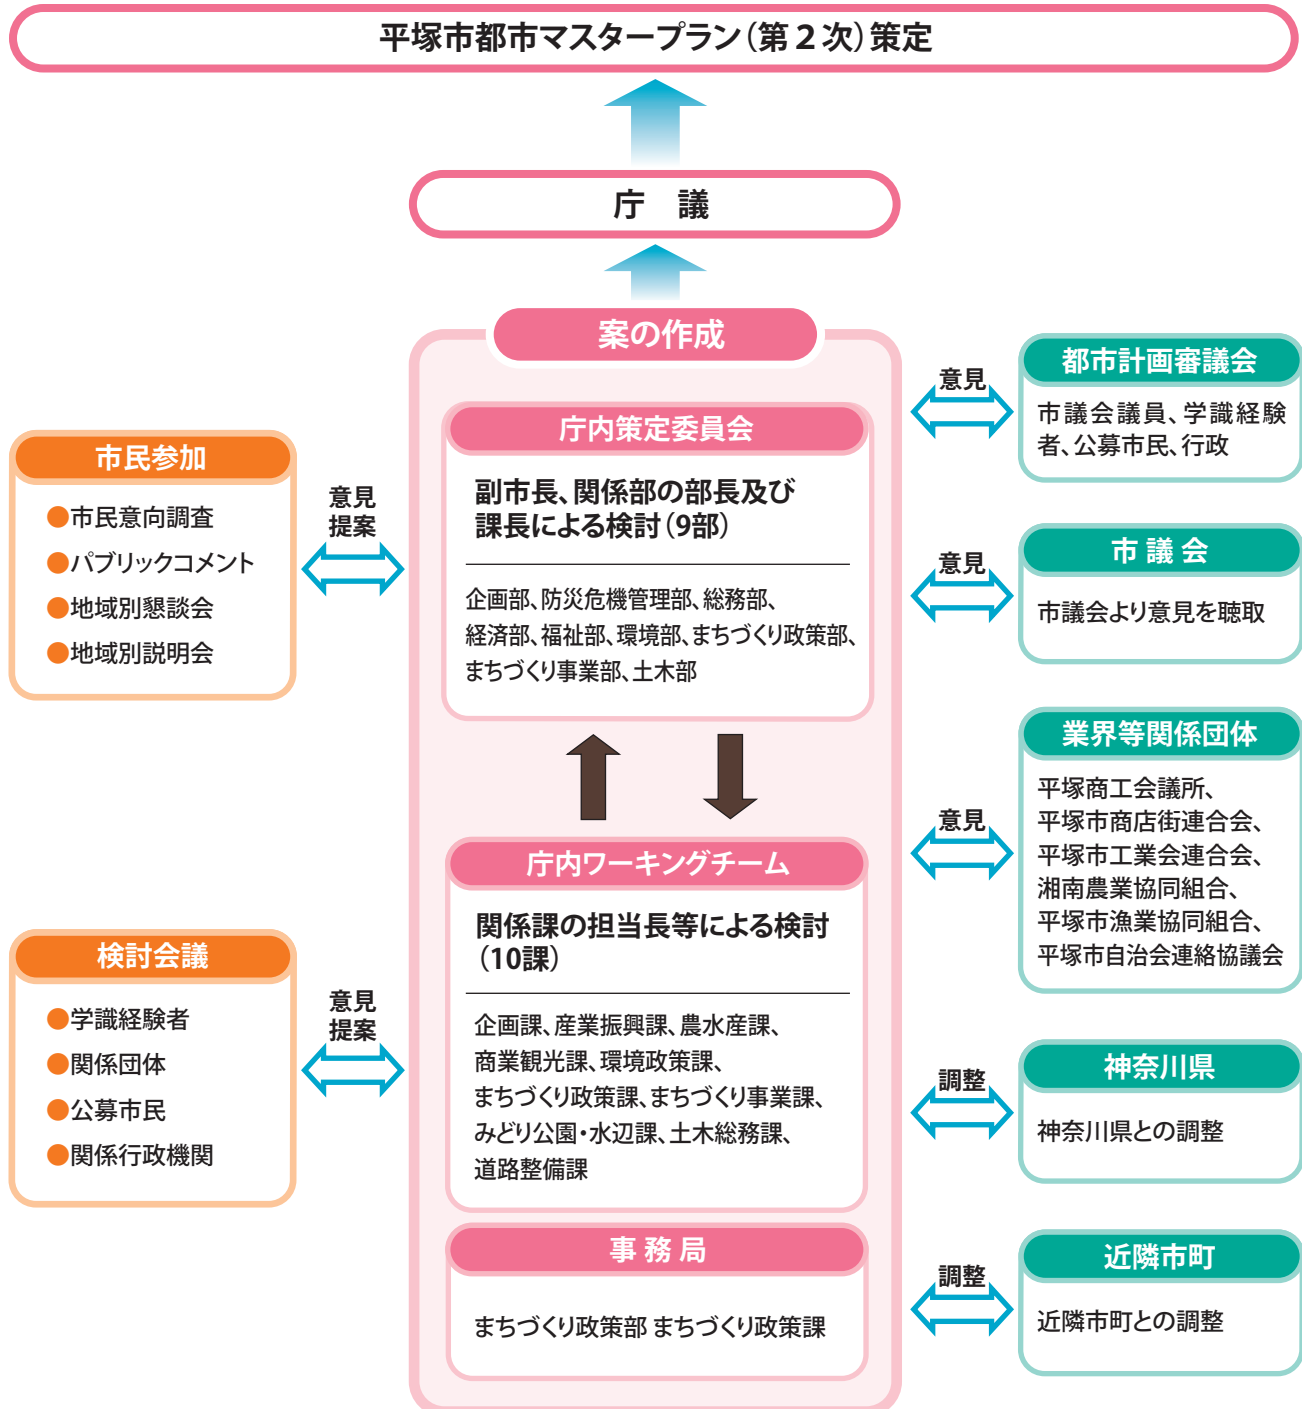 平塚市都市マスタープラン（第２次）策定
庁　議
案の作成
庁内策定委員会
副市長、関係部の部長及び
課長による検討（9部）
企画部、防災危機管理部、総務部、
経済部、福祉部、環境部、まちづくり政策部、
まちづくり事業部、土木部
庁内ワーキングチーム
関係課の担当長等による検討
（10課）
企画課、産業振興課、農水産課、
商業観光課、環境政策課、
まちづくり政策課、まちづくり事業課、
みどり公園・水辺課、土木総務課、
道路整備課
事務局
まちづくり政策部 まちづくり政策課
市民参加
●市民意向調査
●パブリックコメント
●地域別懇談会
●地域別説明会
意見
提案
検討会議
●学識経験者
●関係団体
●公募市民
●関係行政機関
意見
提案
意見
都市計画審議会
市議会議員、学識経験
者、公募市民、行政
意見
市議会
市議会より意見を聴取
意見
業界等関係団体
平塚商工会議所、
平塚市商店街連合会、
平塚市工業会連合会、
湘南農業協同組合、
平塚市漁業協同組合、
平塚市自治会連絡協議会
調整
神奈川県
神奈川県との調整
調整
近隣市町
近隣市町との調整